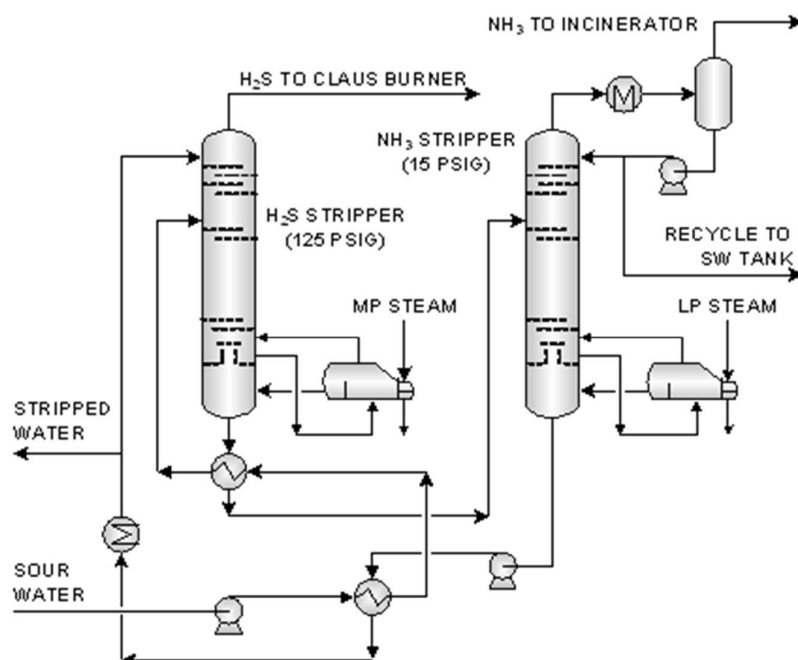 NH₃ TO INCINERATOR
H₂S TO CLAUS BURNER
NH₃ STRIPPER
(15 PSIG)
H₂S STRIPPER
(125 PSIG)
RECYCLE TO
SW TANK
MP STEAM
LP STEAM
STRIPPED
WATER
SOUR
WATER